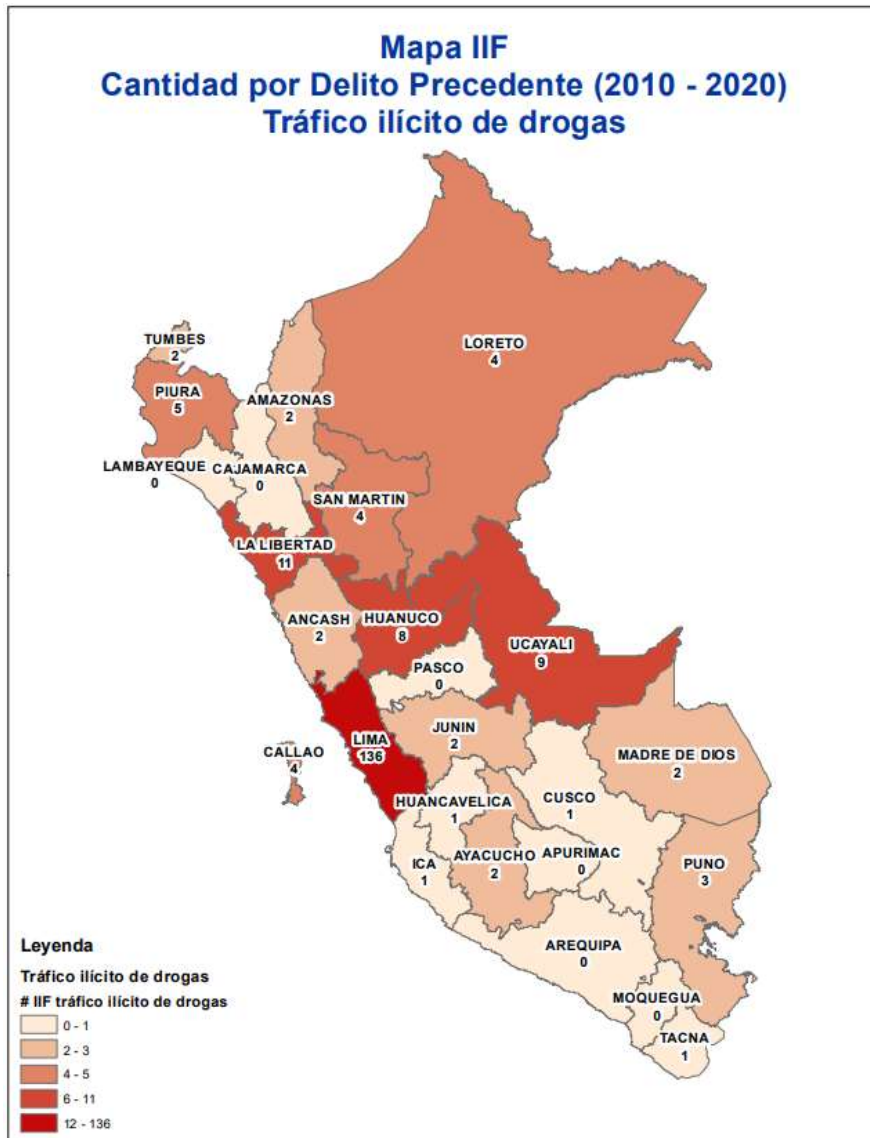 Mapa IIF
Cantidad por Delito Precedente (2010 - 2020)
Tráfico ilícito de drogas
TUMBES
2
LORETO
4
PIURA
5
AMAZONAS
2
LAMBAYEQUE
0
CAJAMARCA
0
SAN MARTIN
4
LA LIBERTAD
11
ANCASH
2
HUANUCO
8
UCAYALI
9
PASCO
0
LIMA
136
JUNIN
2
CALLAO
4
MADRE DE DIOS
2
HUANCAVELICA
1
CUSCO
1
ICA
1
AYACUCHO
2
APURIMAC
0
PUNO
3
AREQUIPA
0
MOQUEGUA
0
TACNA
1
Leyenda
Tráfico ilícito de drogas
# IIF tráfico ilícito de drogas
0 - 1
2 - 3
4 - 5
6 - 11
12 - 136